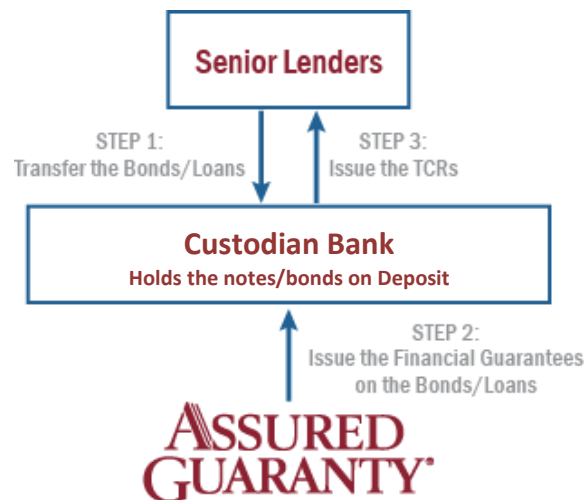 Senior Lenders
STEP 1:
Transfer the Bonds/Loans
STEP 3:
Issue the TCRs
Custodian Bank
Holds the notes/bonds on Deposit
STEP 2:
Issue the Financial Guarantees
on the Bonds/Loans
ASSURED
GUARANTY®